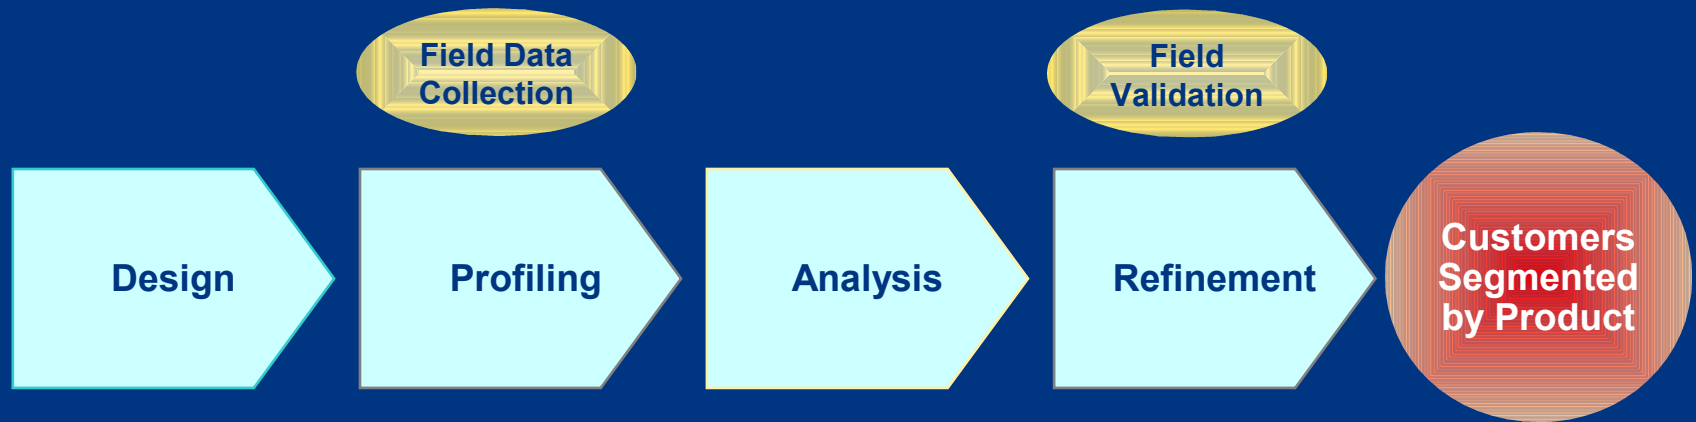 Field Data
Collection
Field
Validation
Design
Profiling
Analysis
Refinement
Customers
Segmented
by Product